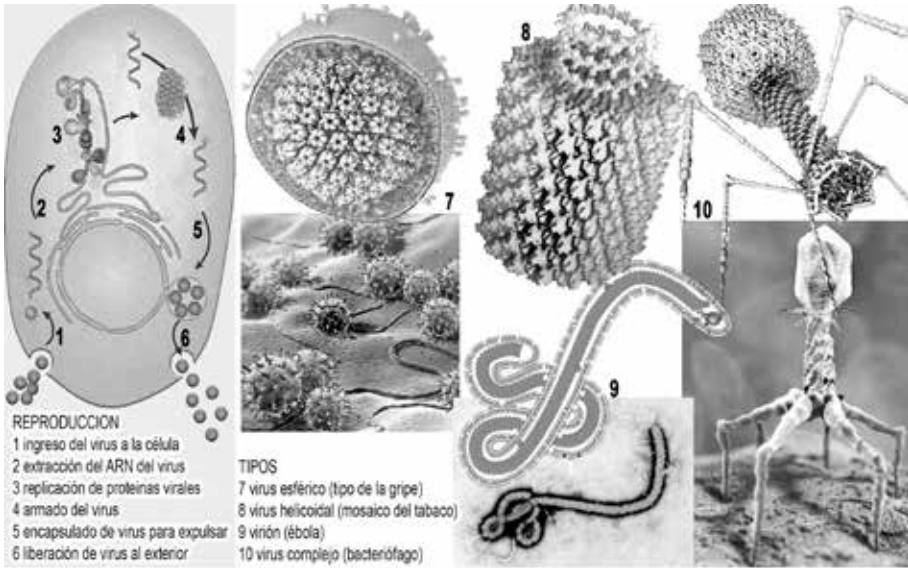 1
2
3
4
5
6
7
8
9
10
REPRODUCCION
1 ingreso del virus a la célula
2 extracción del ARN del virus
3 replicación de proteinas virales
4 armado del virus
5 encapsulado de virus para expulsar
6 liberación de virus al exterior
TIPOS
7 virus esférico (tipo de la gripe)
8 virus helicoidal (mosaico del tabaco)
9 virión (ébola)
10 virus complejo (bacteriófago)